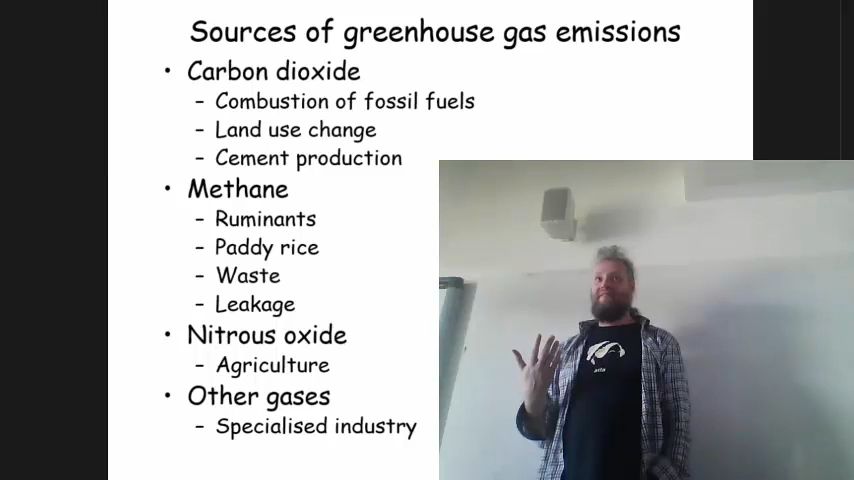 Sources of greenhouse gas emissions
• Carbon dioxide
– Combustion of fossil fuels
– Land use change
– Cement production
• Methane
– Ruminants
– Paddy rice
– Waste
– Leakage
• Nitrous oxide
– Agriculture
• Other gases
– Specialised industry